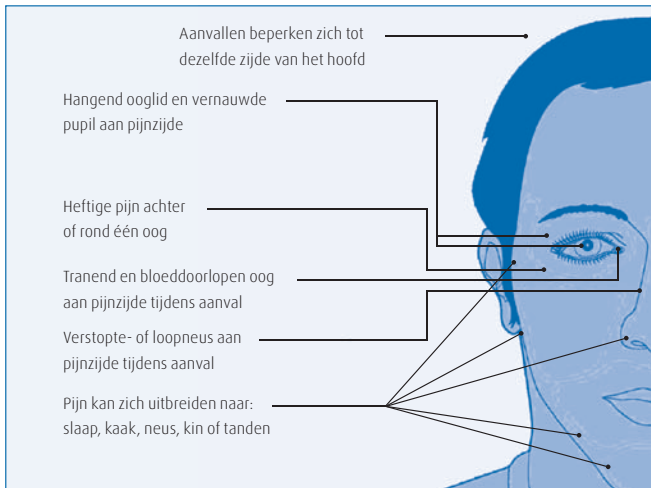 Aanvallen beperken zich tot
dezelfde zijde van het hoofd
Hangend ooglid en vernauwde
pupil aan pijnzijde
Heftige pijn achter
of rond één oog
Tranend en bloeddoorlopen oog
aan pijnzijde tijdens aanval
Verstopte- of loopneus aan
pijnzijde tijdens aanval
Pijn kan zich uitbreiden naar:
slaap, kaak, neus, kin of tanden